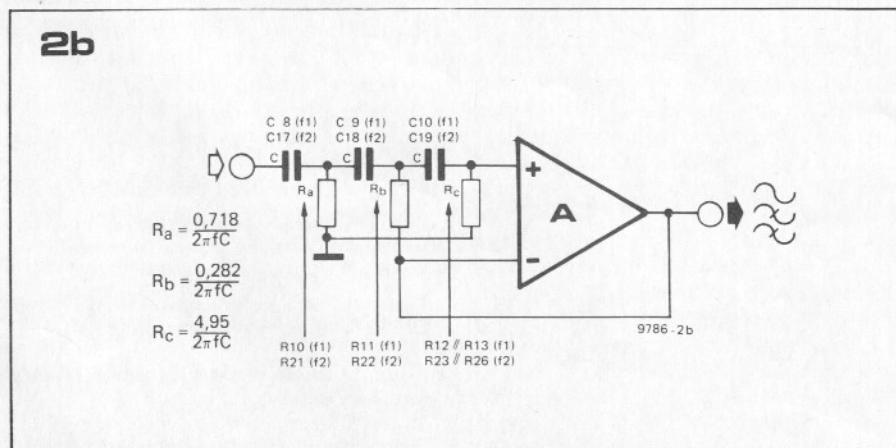 2b
C 8 (f1) C 9 (f1) C10 (f1)
C17 (f2) C18 (f2) C19 (f2)
C C C
Ra Rb Rc
+
A
−
Ra = 0,718 / 2πfC
Rb = 0,282 / 2πfC
Rc = 4,95 / 2πfC
9786-2b
R10 (f1) R11 (f1) R12 // R13 (f1)
R21 (f2) R22 (f2) R23 // R26 (f2)